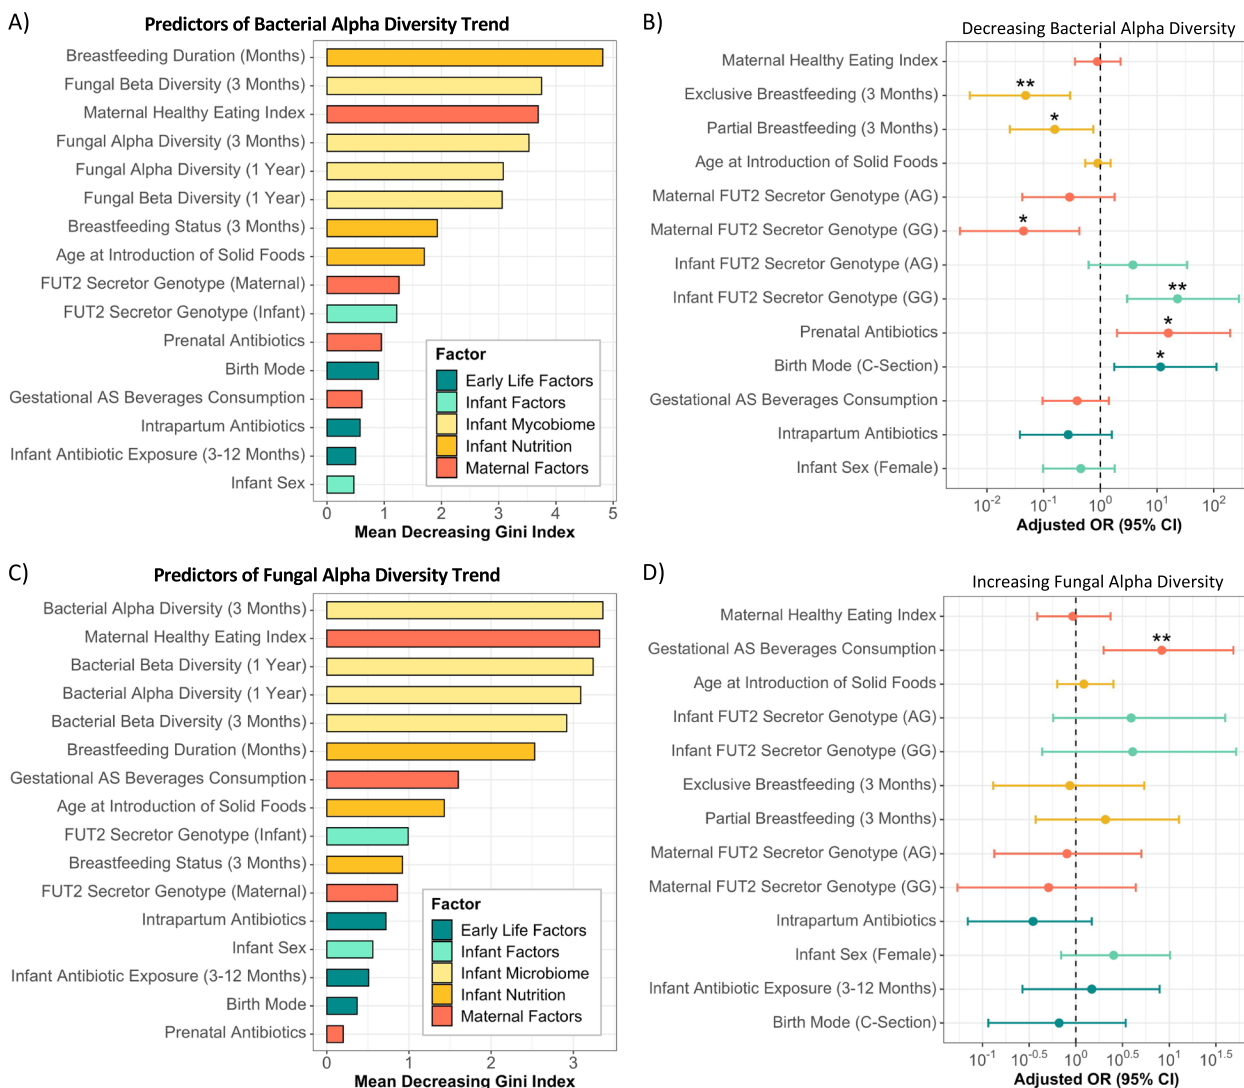 A)
Predictors of Bacterial Alpha Diversity Trend
Breastfeeding Duration (Months)
Fungal Beta Diversity (3 Months)
Maternal Healthy Eating Index
Fungal Alpha Diversity (3 Months)
Fungal Alpha Diversity (1 Year)
Fungal Beta Diversity (1 Year)
Breastfeeding Status (3 Months)
Age at Introduction of Solid Foods
FUT2 Secretor Genotype (Maternal)
FUT2 Secretor Genotype (Infant)
Prenatal Antibiotics
Birth Mode
Gestational AS Beverages Consumption
Intrapartum Antibiotics
Infant Antibiotic Exposure (3-12 Months)
Infant Sex
Factor
Early Life Factors
Infant Factors
Infant Mycobiome
Infant Nutrition
Maternal Factors
0 1 2 3 4 5
Mean Decreasing Gini Index
B)
Decreasing Bacterial Alpha Diversity
Maternal Healthy Eating Index
Exclusive Breastfeeding (3 Months) **
Partial Breastfeeding (3 Months) *
Age at Introduction of Solid Foods
Maternal FUT2 Secretor Genotype (AG)
Maternal FUT2 Secretor Genotype (GG) *
Infant FUT2 Secretor Genotype (AG)
Infant FUT2 Secretor Genotype (GG) **
Prenatal Antibiotics *
Birth Mode (C-Section) *
Gestational AS Beverages Consumption
Intrapartum Antibiotics
Infant Sex (Female)
10^-2 10^-1 10^0 10^1 10^2
Adjusted OR (95% CI)
C)
Predictors of Fungal Alpha Diversity Trend
Bacterial Alpha Diversity (3 Months)
Maternal Healthy Eating Index
Bacterial Beta Diversity (1 Year)
Bacterial Alpha Diversity (1 Year)
Bacterial Beta Diversity (3 Months)
Breastfeeding Duration (Months)
Gestational AS Beverages Consumption
Age at Introduction of Solid Foods
FUT2 Secretor Genotype (Infant)
Breastfeeding Status (3 Months)
FUT2 Secretor Genotype (Maternal)
Intrapartum Antibiotics
Infant Sex
Infant Antibiotic Exposure (3-12 Months)
Birth Mode
Prenatal Antibiotics
Factor
Early Life Factors
Infant Factors
Infant Microbiome
Infant Nutrition
Maternal Factors
0 1 2 3
Mean Decreasing Gini Index
D)
Increasing Fungal Alpha Diversity
Maternal Healthy Eating Index
Gestational AS Beverages Consumption **
Age at Introduction of Solid Foods
Infant FUT2 Secretor Genotype (AG)
Infant FUT2 Secretor Genotype (GG)
Exclusive Breastfeeding (3 Months)
Partial Breastfeeding (3 Months)
Maternal FUT2 Secretor Genotype (AG)
Maternal FUT2 Secretor Genotype (GG)
Intrapartum Antibiotics
Infant Sex (Female)
Infant Antibiotic Exposure (3-12 Months)
Birth Mode (C-Section)
10^-1 10^-0.5 10^0 10^0.5 10^1 10^1.5
Adjusted OR (95% CI)